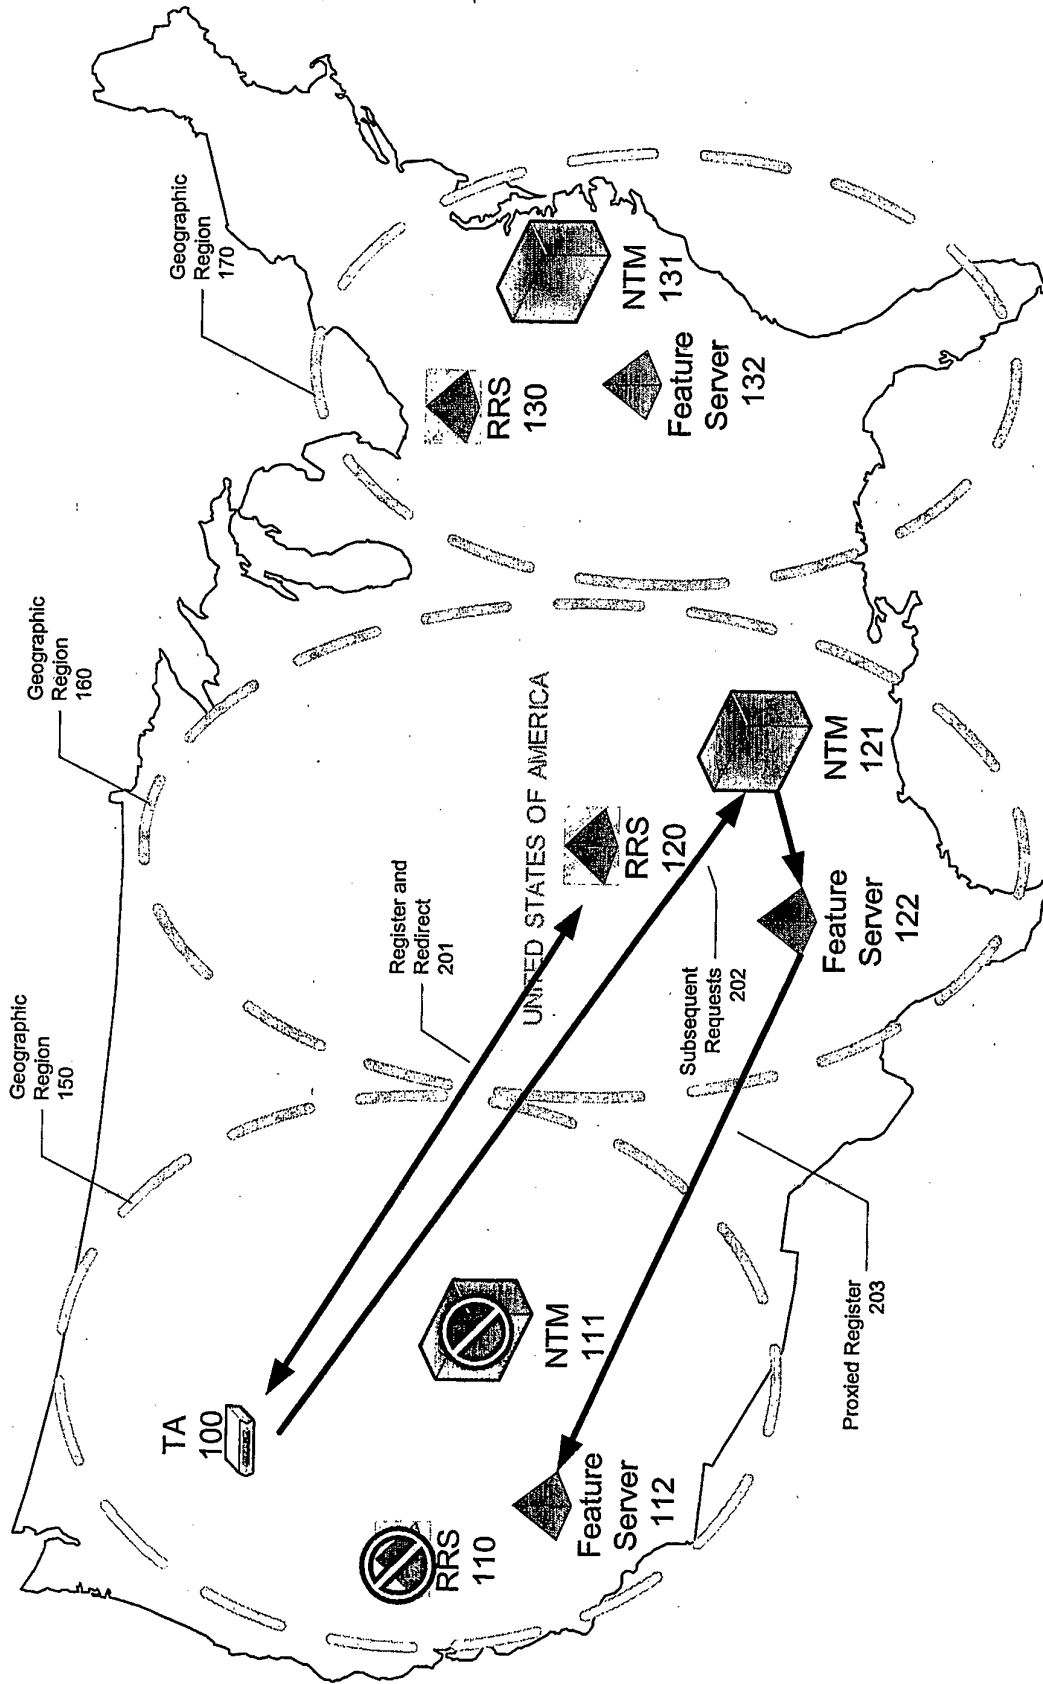 Geographic
Region
150
Geographic
Region
160
Geographic
Region
170
TA
100
Register and
Redirect
201
RRS
110
NTM
111
Feature
Server
112
UNITED STATES OF AMERICA
RRS
120
NTM
121
Subsequent
Requests
202
Feature
Server
122
Proxied Register
203
RRS
130
NTM
131
Feature
Server
132